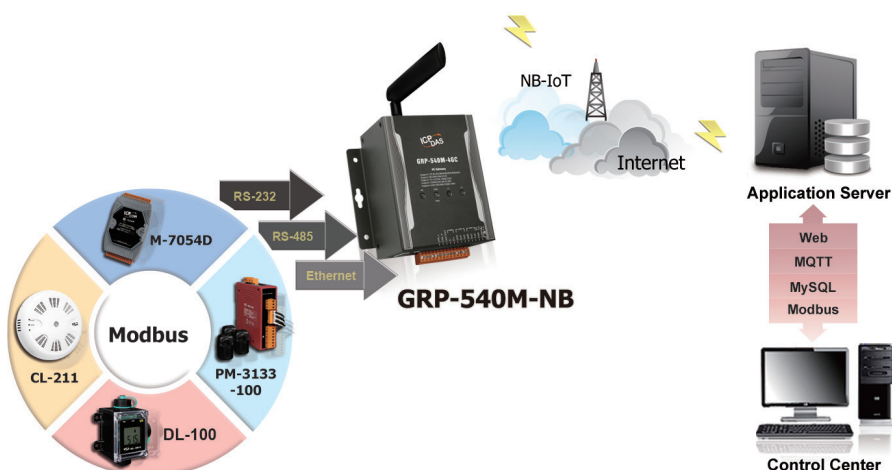 NB-IoT
Internet
ICP
DAS
GRP-540M-4GC
RS-232
RS-485
Ethernet
GRP-540M-NB
M-7054D
Modbus
CL-211
PM-3133
-100
DL-100
Application Server
Web
MQTT
MySQL
Modbus
Control Center